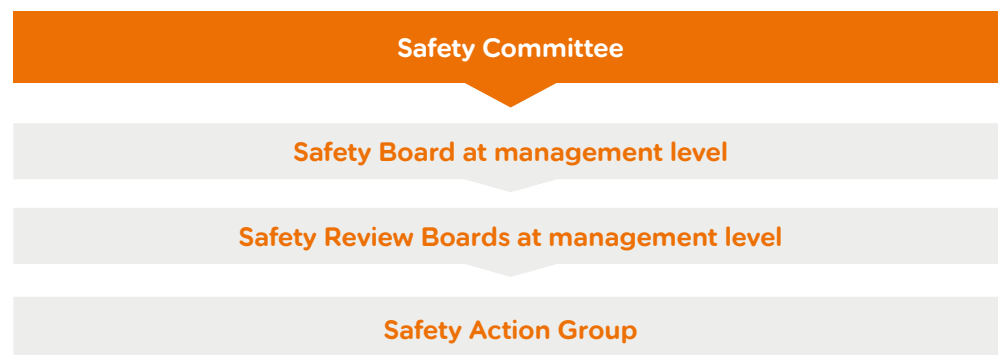 Safety Committee
Safety Board at management level
Safety Review Boards at management level
Safety Action Group